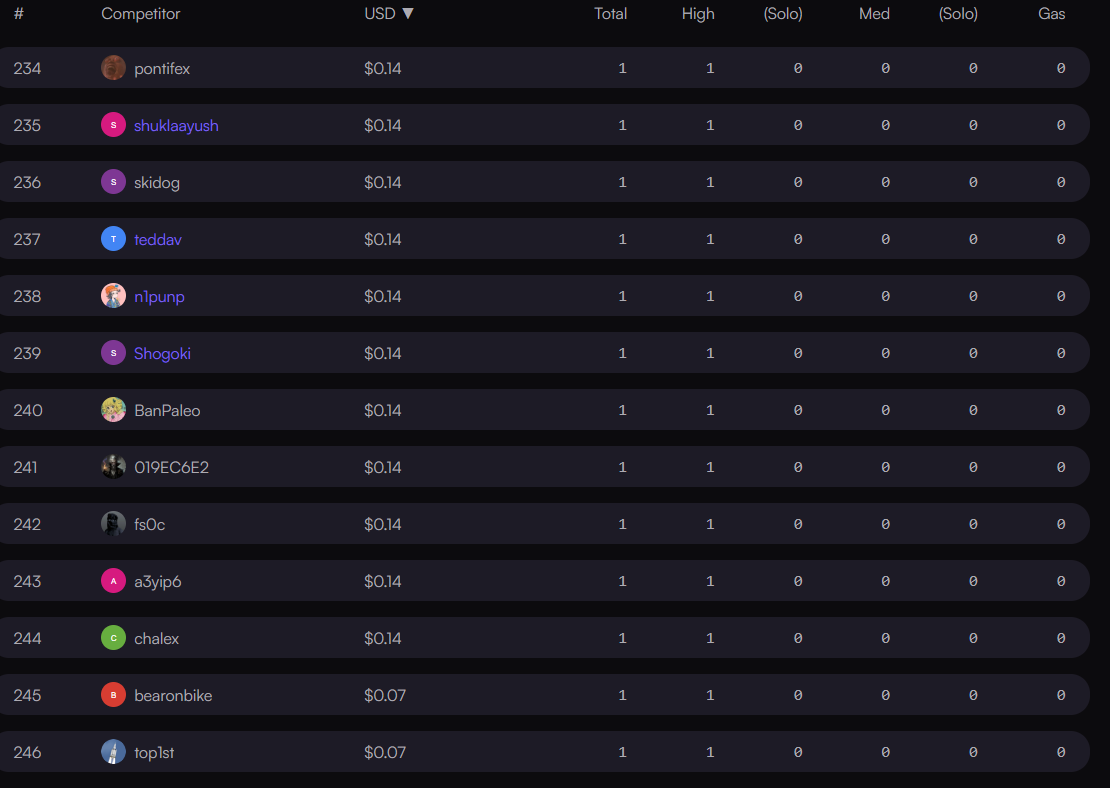 # Competitor USD ▼ Total High (Solo) Med (Solo) Gas
234 pontifex $0.14 1 1 0 0 0 0
235 S shuklaayush $0.14 1 1 0 0 0 0
236 S skidog $0.14 1 1 0 0 0 0
237 T teddav $0.14 1 1 0 0 0 0
238 n1punp $0.14 1 1 0 0 0 0
239 S Shogoki $0.14 1 1 0 0 0 0
240 BanPaleo $0.14 1 1 0 0 0 0
241 019EC6E2 $0.14 1 1 0 0 0 0
242 fs0c $0.14 1 1 0 0 0 0
243 A a3yip6 $0.14 1 1 0 0 0 0
244 C chalex $0.14 1 1 0 0 0 0
245 B bearonbike $0.07 1 1 0 0 0 0
246 top1st $0.07 1 1 0 0 0 0